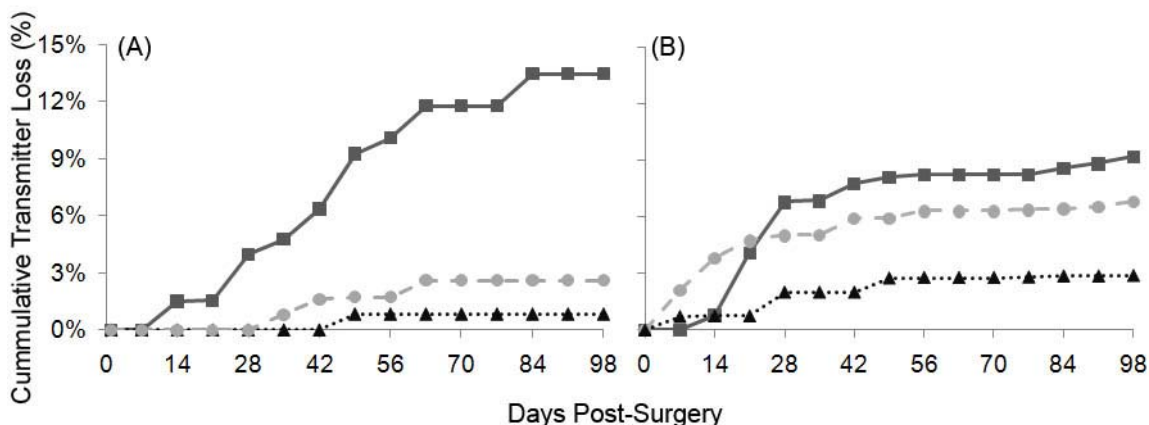 Cummulative Transmitter Loss (%)
15%
12%
9%
6%
3%
0%
(A)
0 14 28 42 56 70 84 98
(B)
0 14 28 42 56 70 84 98
Days Post-Surgery